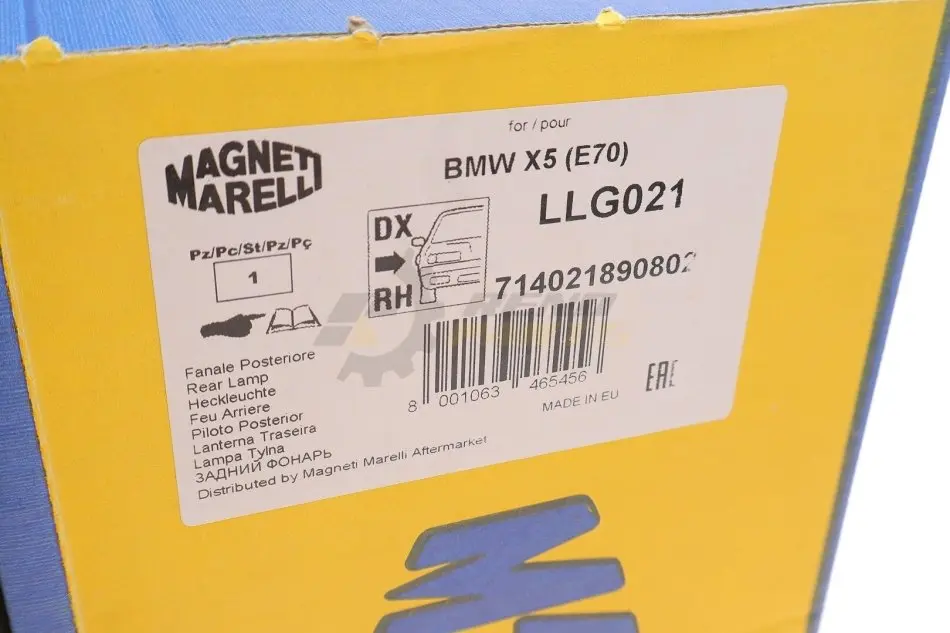 for / pour
MAGNETI
MARELLI
BMW X5 (E70)
LLG021
DX
RH
714021890802
Pz/Pc/St/Pz/Pç
1
Fanale Posteriore
Rear Lamp
Heckleuchte
Feu Arriere
Piloto Posterior
Lanterna Traseira
Lampa Tylna
ЗАДНИЙ ФОНАРЬ
Distributed by Magneti Marelli Aftermarket
8 001063 465456
MADE IN EU
EAC